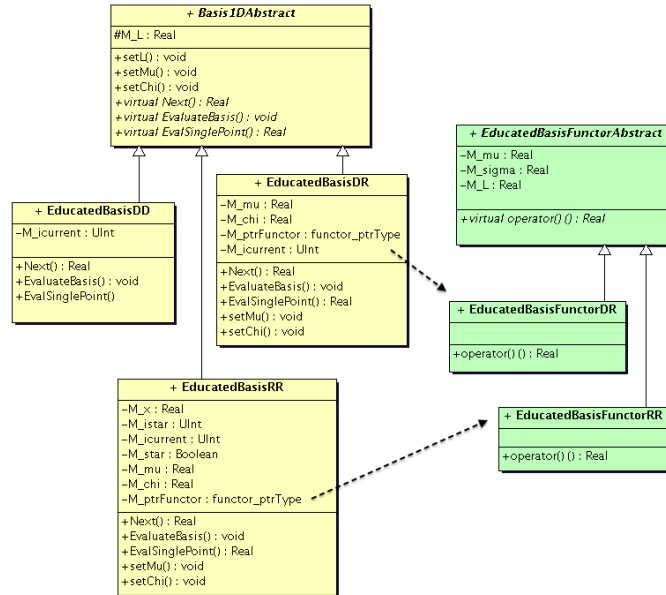 + Basis1DAbstract
#M_L : Real
+setL() : void
+setMu() : void
+setChi() : void
+virtual Next() : Real
+virtual EvaluateBasis() : void
+virtual EvalSinglePoint() : Real
+ EducatedBasisFunctorAbstract
-M_mu : Real
-M_sigma : Real
-M_L : Real
+virtual operator() () : Real
+ EducatedBasisDD
-M_icurrent : UInt
+Next() : Real
+EvaluateBasis() : void
+EvalSinglePoint()
+ EducatedBasisDR
-M_mu : Real
-M_chi : Real
-M_ptrFunctor : functor_ptrType
-M_icurrent : UInt
+Next() : Real
+EvaluateBasis() : void
+EvalSinglePoint() : Real
+setMu() : void
+setChi() : void
+ EducatedBasisFunctorDR
+operator() () : Real
+ EducatedBasisRR
-M_x : Real
-M_istar : UInt
-M_icurrent : UInt
-M_star : Boolean
-M_mu : Real
-M_chi : Real
-M_ptrFunctor : functor_ptrType
+Next() : Real
+EvaluateBasis() : void
+EvalSinglePoint() : Real
+setMu() : void
+setChi() : void
+ EducatedBasisFunctorRR
+operator() () : Real